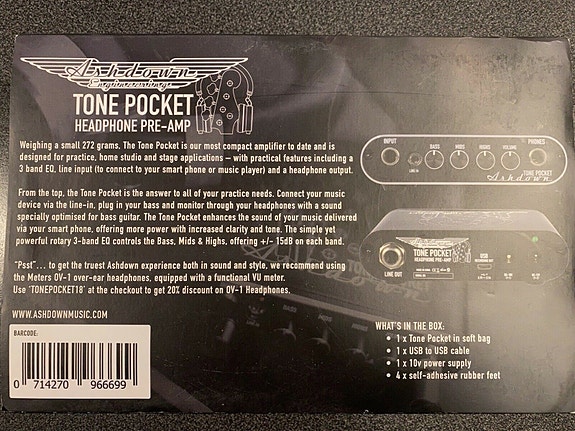 Ashdown
Engineering
TONE POCKET
HEADPHONE PRE-AMP
Weighing a small 272 grams. The Tone Pocket is our most compact amplifier to date and is
designed for practice, home studio and stage applications – with practical features including a
3 band EQ, line input (to connect to your smart phone or music player) and a headphone output.
From the top, the Tone Pocket is the answer to all of your practice needs. Connect your music
device via the line-in, plug in your bass and monitor through your headphones with a sound
specially optimised for bass guitar. The Tone Pocket enhances the sound of your music delivered
via your smart phone, offering more power with increased clarity and tone. The simple yet
powerful rotary 3-band EQ controls the Bass, Mids & Highs, offering +/- 15dB on each band.
"Psst"... to get the truest Ashdown experience both in sound and style, we recommend using
the Meters OV-1 over-ear headphones, equipped with a functional VU meter.
Use 'TONEPOCKET18' at the checkout to get 20% discount on OV-1 Headphones.
WWW.ASHDOWNMUSIC.COM
BARCODE:
0 714270 966699
INPUT
LINE IN
BASS MIDS HIGHS VOLUME
PHONES
TONE POCKET
Ashdown
TONE POCKET
HEADPHONE PRE-AMP
LINE OUT
USB
WHAT'S IN THE BOX:
• 1 x Tone Pocket in soft bag
• 1 x USB to USB cable
• 1 x 10v power supply
• 4 x self-adhesive rubber feet